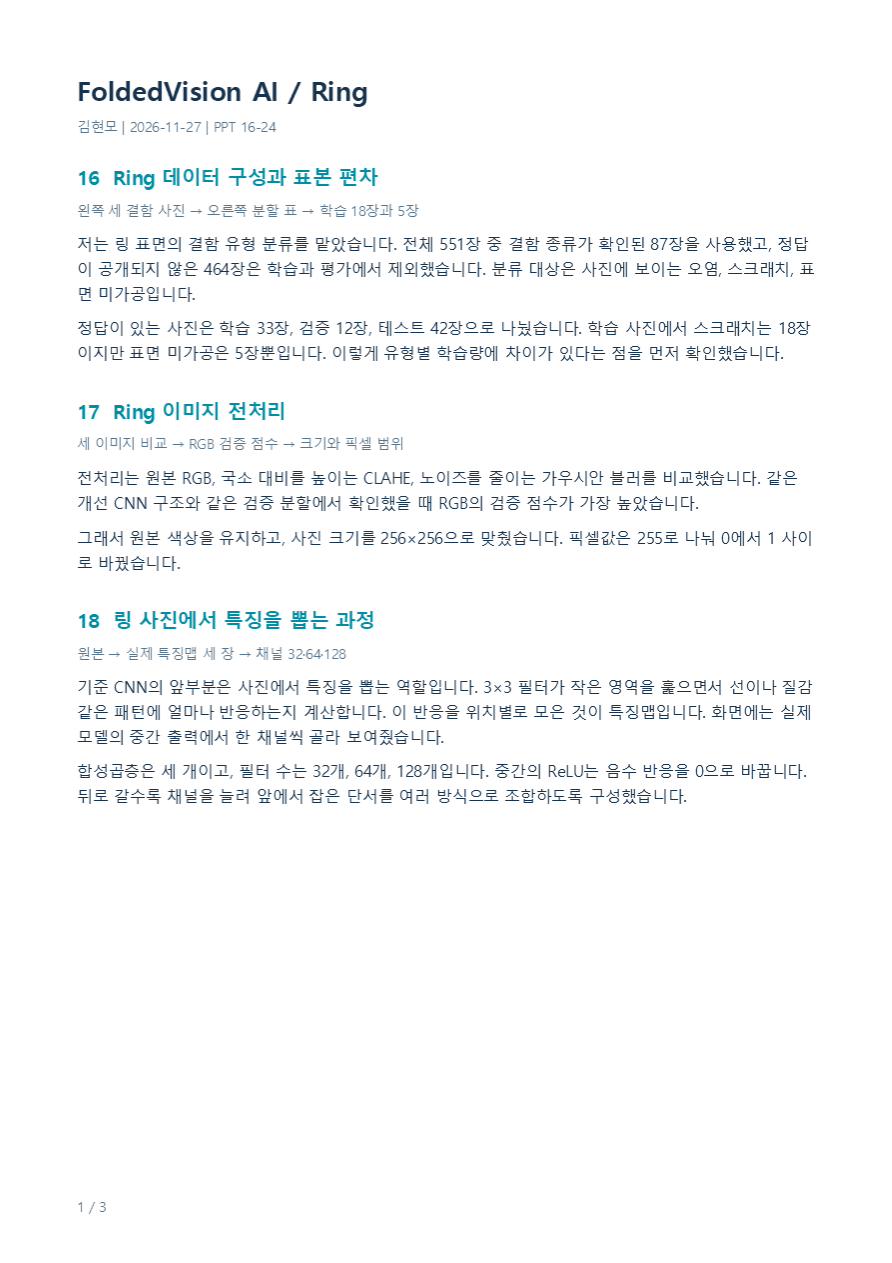 FoldedVision AI / Ring
김현모 | 2026-11-27 | PPT 16-24
16 Ring 데이터 구성과 표본 편차
왼쪽 세 결함 사진 → 오른쪽 분할 표 → 학습 18장과 5장
저는 링 표면의 결함 유형 분류를 맡았습니다. 전체 551장 중 결함 종류가 확인된 87장을 사용했고, 정답
이 공개되지 않은 464장은 학습과 평가에서 제외했습니다. 분류 대상은 사진에 보이는 오염, 스크래치, 표
면 미가공입니다.
정답이 있는 사진은 학습 33장, 검증 12장, 테스트 42장으로 나눴습니다. 학습 사진에서 스크래치는 18장
이지만 표면 미가공은 5장뿐입니다. 이렇게 유형별 학습량에 차이가 있다는 점을 먼저 확인했습니다.
17 Ring 이미지 전처리
세 이미지 비교 → RGB 검증 점수 → 크기와 픽셀 범위
전처리는 원본 RGB, 국소 대비를 높이는 CLAHE, 노이즈를 줄이는 가우시안 블러를 비교했습니다. 같은
개선 CNN 구조와 같은 검증 분할에서 확인했을 때 RGB의 검증 점수가 가장 높았습니다.
그래서 원본 색상을 유지하고, 사진 크기를 256×256으로 맞췄습니다. 픽셀값은 255로 나눠 0에서 1 사이
로 바꿨습니다.
18 링 사진에서 특징을 뽑는 과정
원본 → 실제 특징맵 세 장 → 채널 32·64·128
기준 CNN의 앞부분은 사진에서 특징을 뽑는 역할입니다. 3×3 필터가 작은 영역을 훑으면서 선이나 질감
같은 패턴에 얼마나 반응하는지 계산합니다. 이 반응을 위치별로 모은 것이 특징맵입니다. 화면에는 실제
모델의 중간 출력에서 한 채널씩 골라 보여줬습니다.
합성곱층은 세 개이고, 필터 수는 32개, 64개, 128개입니다. 중간의 ReLU는 음수 반응을 0으로 바꿉니다.
뒤로 갈수록 채널을 늘려 앞에서 잡은 단서를 여러 방식으로 조합하도록 구성했습니다.
1 / 3